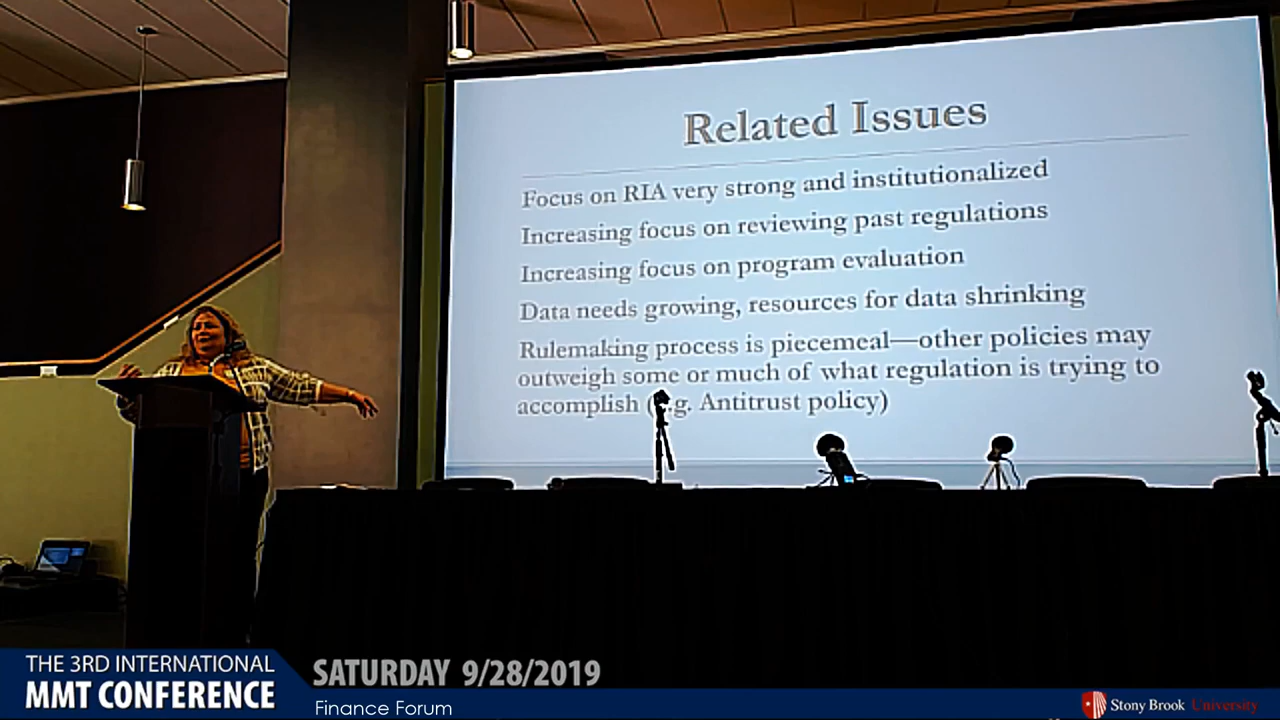 Related Issues
Focus on RIA very strong and institutionalized
Increasing focus on reviewing past regulations
Increasing focus on program evaluation
Data needs growing, resources for data shrinking
Rulemaking process is piecemeal—other policies may
outweigh some or much of what regulation is trying to
accomplish (e.g. Antitrust policy)
THE 3RD INTERNATIONAL
MMT CONFERENCE
SATURDAY 9/28/2019
Finance Forum
Stony Brook University